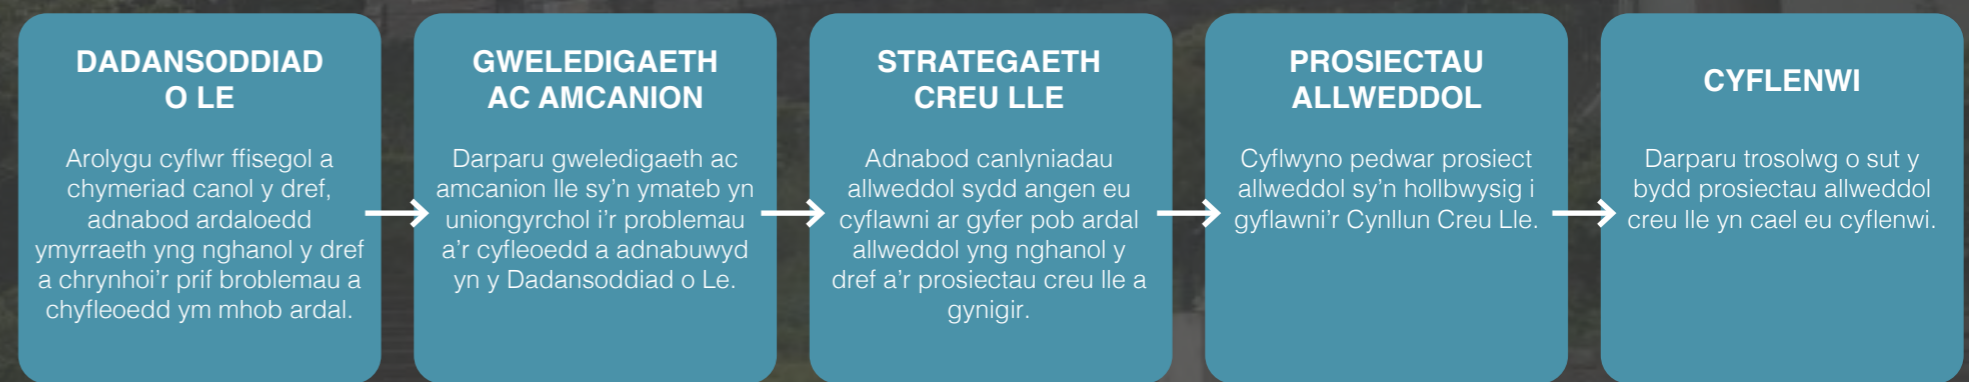 DADANSODDIAD
O LE
Arolygu cyflwr ffisegol a
chymeriad canol y dref,
adnabod ardaloedd
ymyrraeth yng nghanol y dref
a chrynhoi'r prif broblemau a
chyfleoedd ym mhob ardal.
GWELEDIGAETH
AC AMCANION
Darparu gweledigaeth ac
amcanion lle sy'n ymateb yn
uniongyrchol i'r problemau
a'r cyfleoedd a adnabuwyd
yn y Dadansoddiad o Le.
STRATEGAETH
CREU LLE
Adnabod canlyniadau
allweddol sydd angen eu
cyflawni ar gyfer pob ardal
allweddol yng nghanol y
dref a'r prosiectau creu lle a
gynigir.
PROSIECTAU
ALLWEDDOL
Cyflwyno pedwar prosiect
allweddol sy'n hollbwysig i
gyflawni'r Cynllun Creu Lle.
CYFLENWI
Darparu trosolwg o sut y
bydd prosiectau allweddol
creu lle yn cael eu cyflenwi.